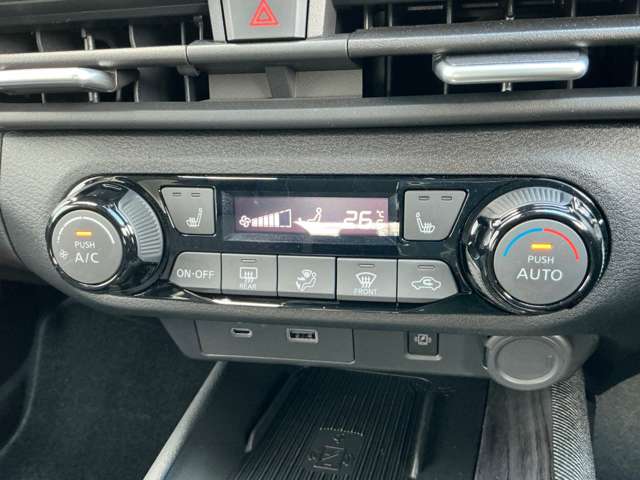 26 °C
PUSH
A/C
ON·OFF
REAR
FRONT
PUSH
AUTO